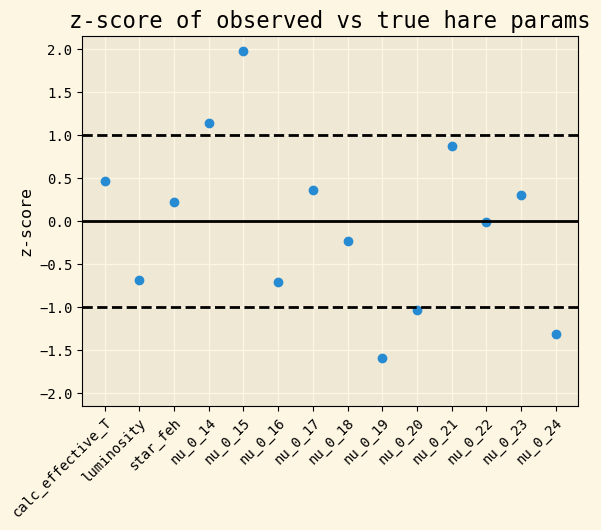 z-score of observed vs true hare params
z-score
2.0
1.5
1.0
0.5
0.0
−0.5
−1.0
−1.5
−2.0
calc_effective_T
luminosity
star_feh
nu_0_14
nu_0_15
nu_0_16
nu_0_17
nu_0_18
nu_0_19
nu_0_20
nu_0_21
nu_0_22
nu_0_23
nu_0_24